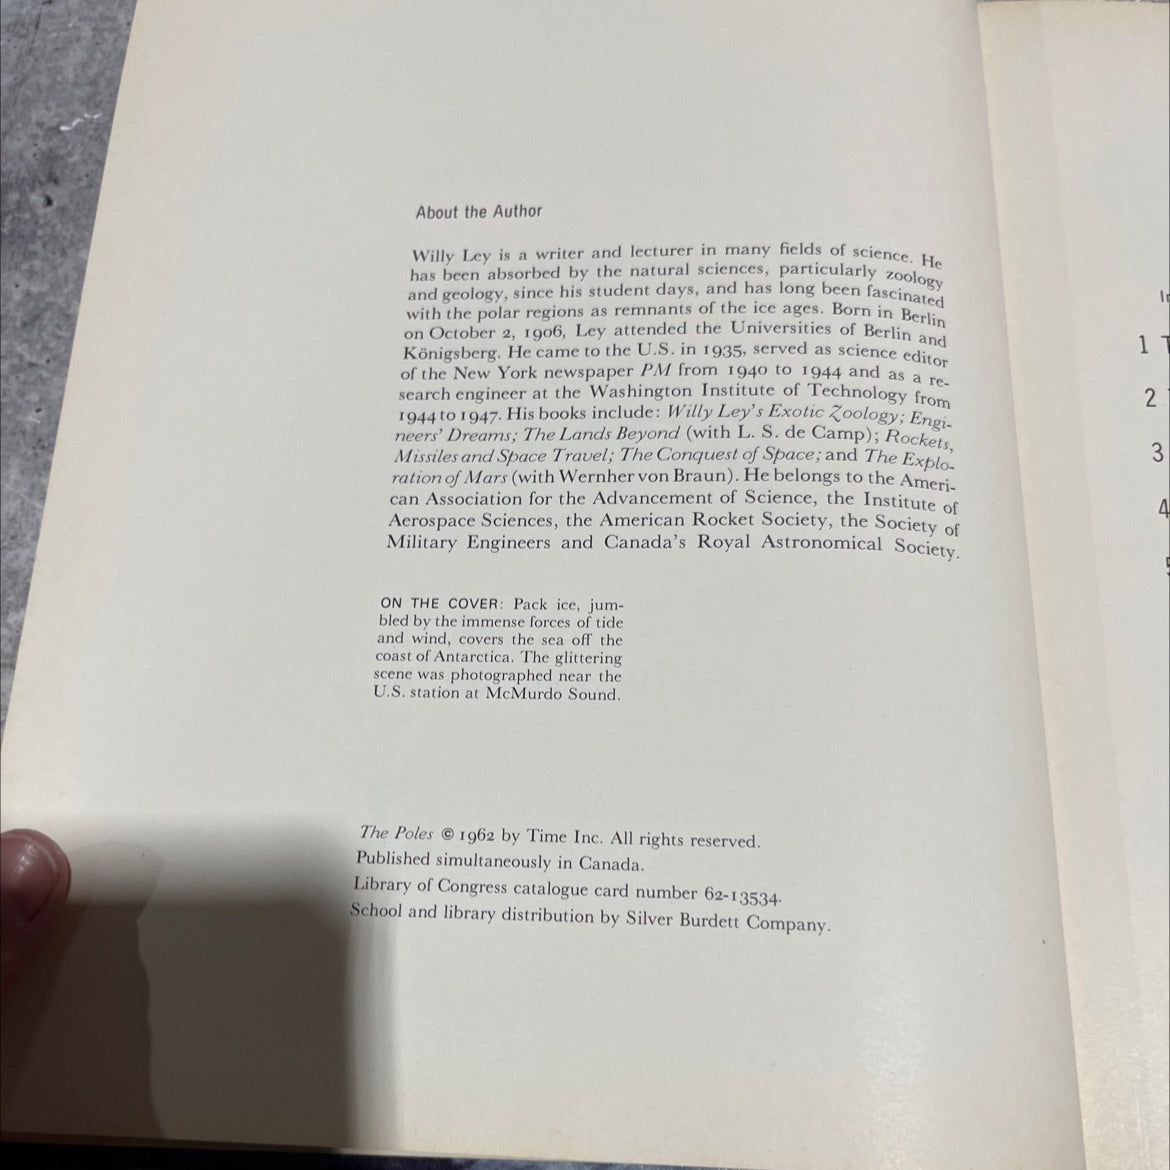 About the Author
Willy Ley is a writer and lecturer in many fields of science. He
has been absorbed by the natural sciences, particularly zoology
and geology, since his student days, and has long been fascinated
with the polar regions as remnants of the ice ages. Born in Berlin
on October 2, 1906, Ley attended the Universities of Berlin and
Königsberg. He came to the U.S. in 1935, served as science editor
of the New York newspaper PM from 1940 to 1944 and as a re-
search engineer at the Washington Institute of Technology from
1944 to 1947. His books include: Willy Ley's Exotic Zoology; Engi-
neers' Dreams; The Lands Beyond (with L. S. de Camp); Rockets,
Missiles and Space Travel; The Conquest of Space; and The Explo-
ration of Mars (with Wernher von Braun). He belongs to the Ameri-
can Association for the Advancement of Science, the Institute of
Aerospace Sciences, the American Rocket Society, the Society of
Military Engineers and Canada's Royal Astronomical Society.
ON THE COVER: Pack ice, jum-
bled by the immense forces of tide
and wind, covers the sea off the
coast of Antarctica. The glittering
scene was photographed near the
U.S. station at McMurdo Sound.
The Poles © 1962 by Time Inc. All rights reserved.
Published simultaneously in Canada.
Library of Congress catalogue card number 62-13534.
School and library distribution by Silver Burdett Company.
1
2
3
4